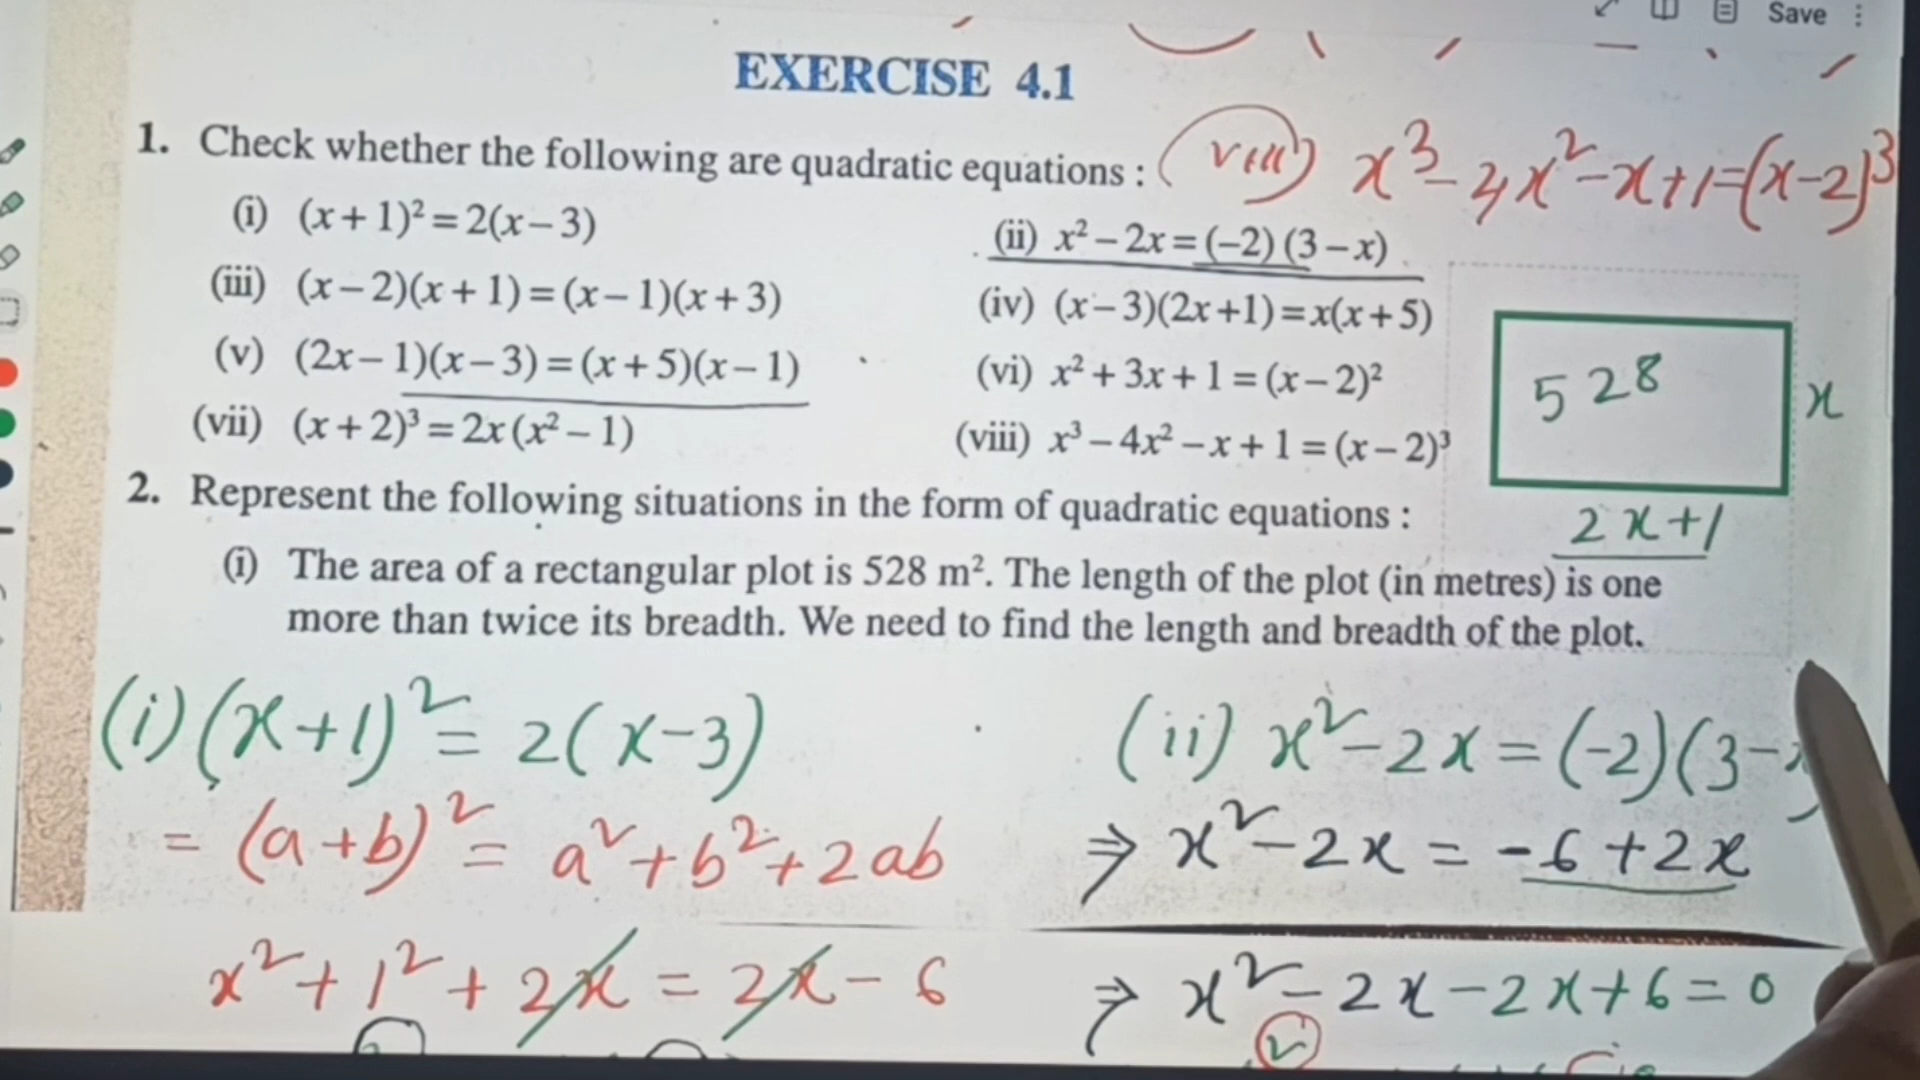 Save
EXERCISE 4.1
1. Check whether the following are quadratic equations :
(viii) x³ - 4x² - x + 1 = (x-2)³
(i) (x + 1)² = 2(x – 3)
(ii) x² – 2x = (–2) (3 – x)
(iii) (x – 2)(x + 1) = (x – 1)(x + 3)
(iv) (x – 3)(2x +1) = x(x + 5)
(v) (2x – 1)(x – 3) = (x + 5)(x – 1)
(vi) x² + 3x + 1 = (x – 2)²
(vii) (x + 2)³ = 2x (x² – 1)
(viii) x³ – 4x² – x + 1 = (x – 2)³
528
x
2x+1
2. Represent the following situations in the form of quadratic equations :
(i) The area of a rectangular plot is 528 m². The length of the plot (in metres) is one
more than twice its breadth. We need to find the length and breadth of the plot.
(i) (x+1)² = 2(x-3)
= (a+b)² = a²+b²+2ab
x²+1²+2x = 2x-6
(ii) x²-2x = (-2)(3-x)
⇒ x²-2x = -6+2x
⇒ x²-2x-2x+6=0